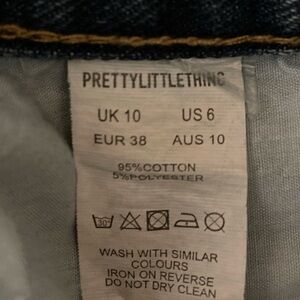 PRETTYLITTLETHING
UK 10 US 6
EUR 38 AUS 10
95%COTTON
5%POLYESTER
30°
WASH WITH SIMILAR
COLOURS
IRON ON REVERSE
DO NOT DRY CLEAN